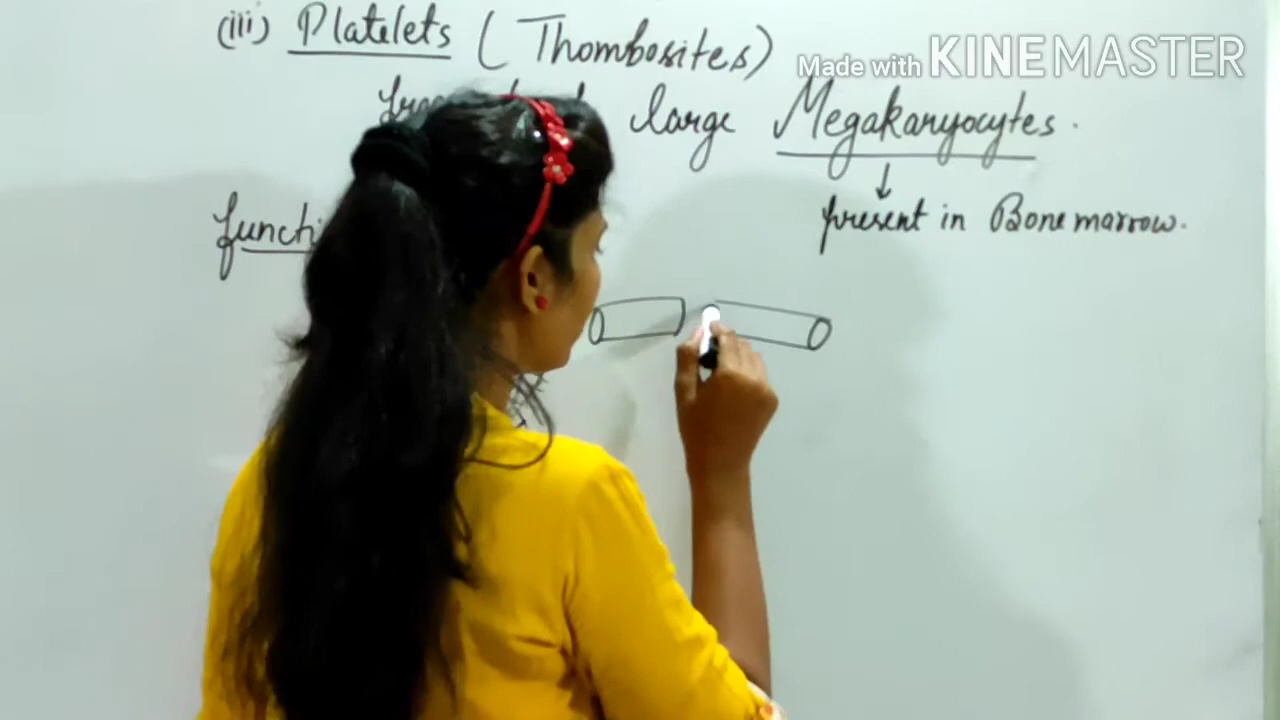 (iii) Platelets (Thombosites)
Made with KINEMASTER
large Megakaryocytes.
↓
present in Bone marrow.